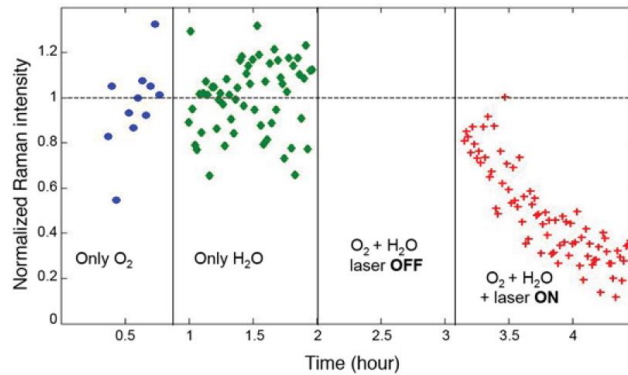 Normalized Raman intensity
1.2
1
0.8
0.6
0.4
0.2
0
Only O₂
Only H₂O
O₂ + H₂O
laser OFF
O₂ + H₂O
+ laser ON
0.5
1
1.5
2
2.5
3
3.5
4
Time (hour)